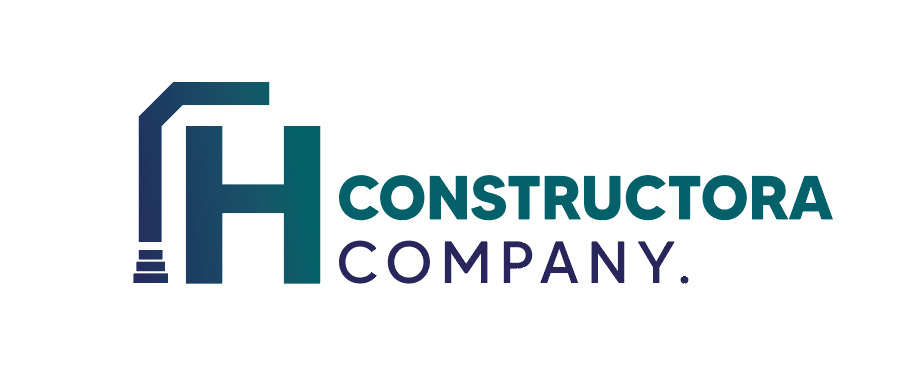 H
CONSTRUCTORA
COMPANY.